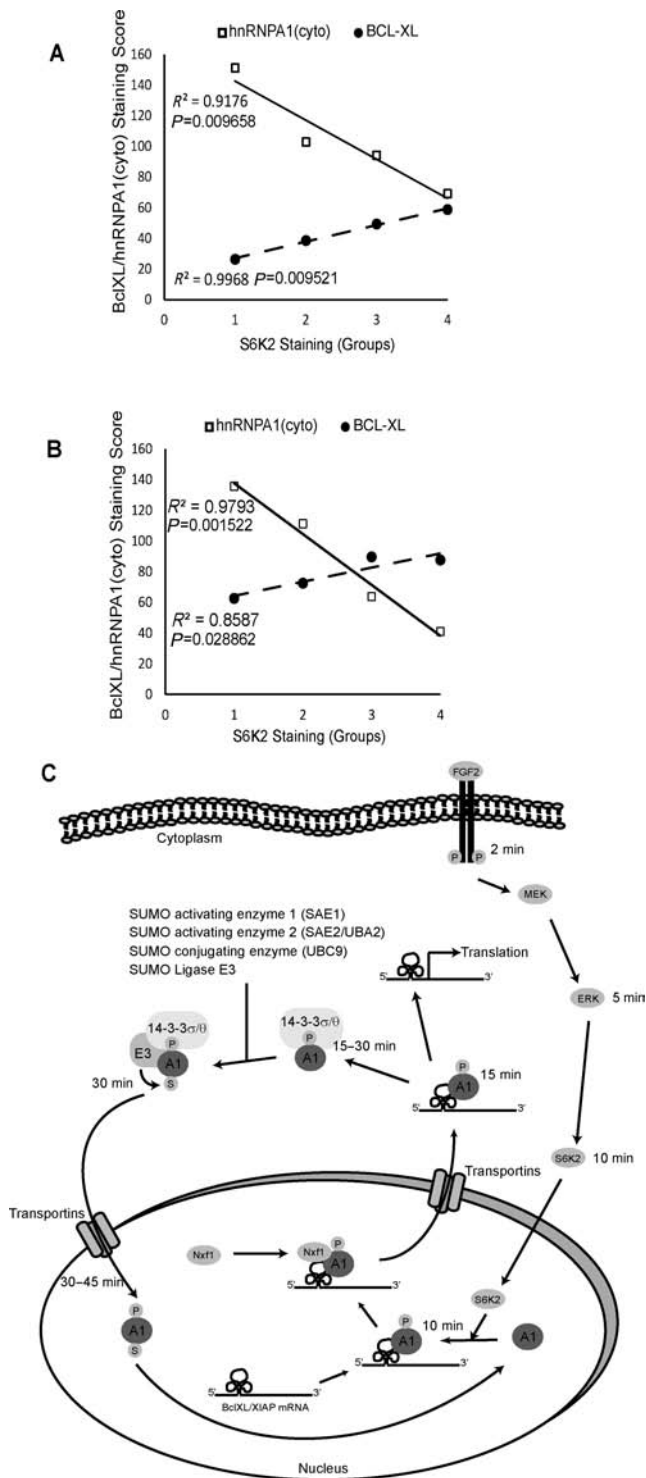 A
hnRNPA1(cyto) BCL-XL
BclXL/hnRNPA1(cyto) Staining Score
160
140
120
100
80
60
40
20
0
R² = 0.9176
P=0.009658
R² = 0.9968 P=0.009521
0 1 2 3 4
S6K2 Staining (Groups)
B
hnRNPA1(cyto) BCL-XL
BclXL/hnRNPA1(cyto) Staining Score
160
140
120
100
80
60
40
20
0
R² = 0.9793
P=0.001522
R² = 0.8587
P=0.028862
0 1 2 3 4
S6K2 Staining (Groups)
C
FGF2
Cytoplasm
P P 2 min
MEK
SUMO activating enzyme 1 (SAE1)
SUMO activating enzyme 2 (SAE2/UBA2)
SUMO conjugating enzyme (UBC9)
SUMO Ligase E3
Translation
5' 3'
ERK 5 min
14-3-3σ/θ
P
E3 A1
S
30 min
14-3-3σ/θ
P
A1
15–30 min
P
A1
15 min
5' 3'
S6K2 10 min
Transportins
Transportins
30–45 min
Nxf1
Nxf1
P
A1
5' 3'
S6K2
P
A1
S
P
A1
10 min
5' 3'
A1
5' 3'
BclXL/XIAP mRNA
Nucleus